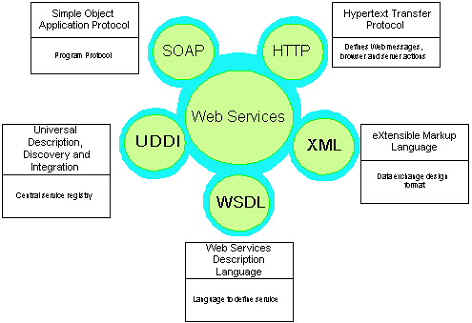 Simple Object
Application Protocol
Program Protocol
Hypertext Transfer
Protocol
Defines Web messages,
browser and server actions
SOAP
HTTP
Web Services
UDDI
XML
WSDL
Universal
Description,
Discovery and
Integration
Central service registry
eXtensible Markup
Language
Data exchange design
format
Web Services
Description
Language
Language to define service